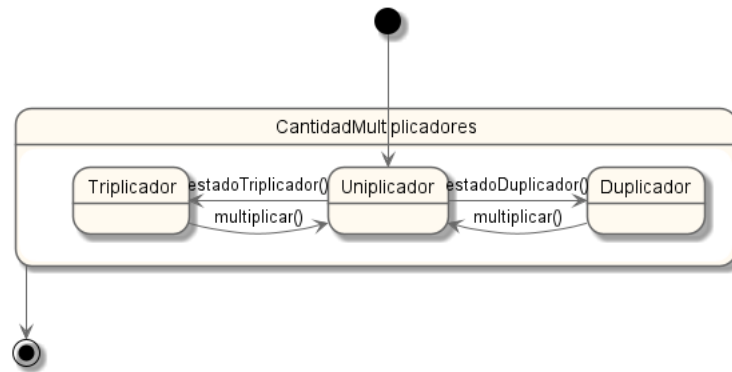 CantidadMultiplicadores
Triplicador
estadoTriplicador()
Uniplicador
estadoDuplicador()
Duplicador
multiplicar()
multiplicar()